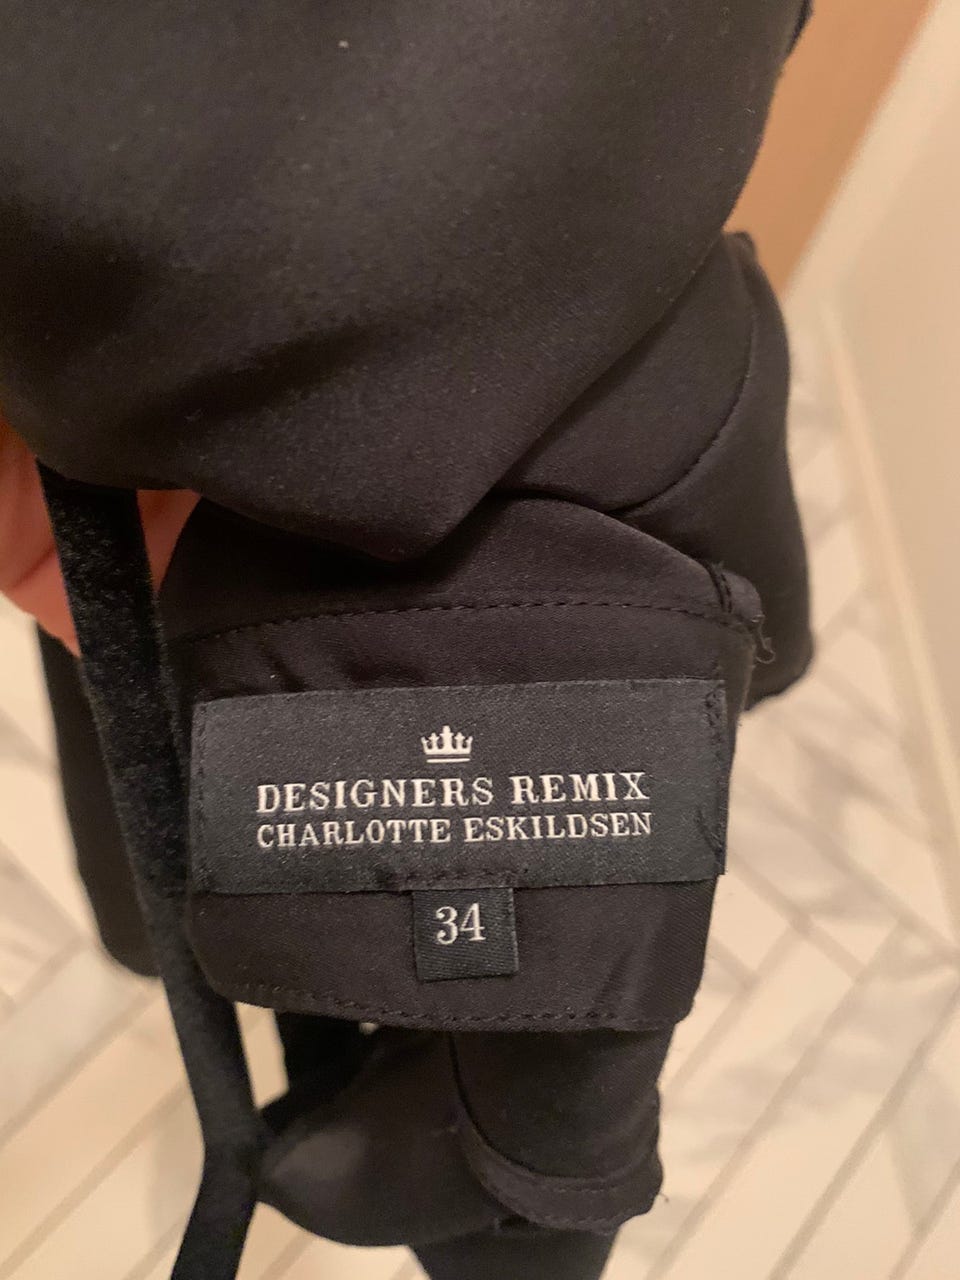 DESIGNERS REMIX
CHARLOTTE ESKILDSEN
34